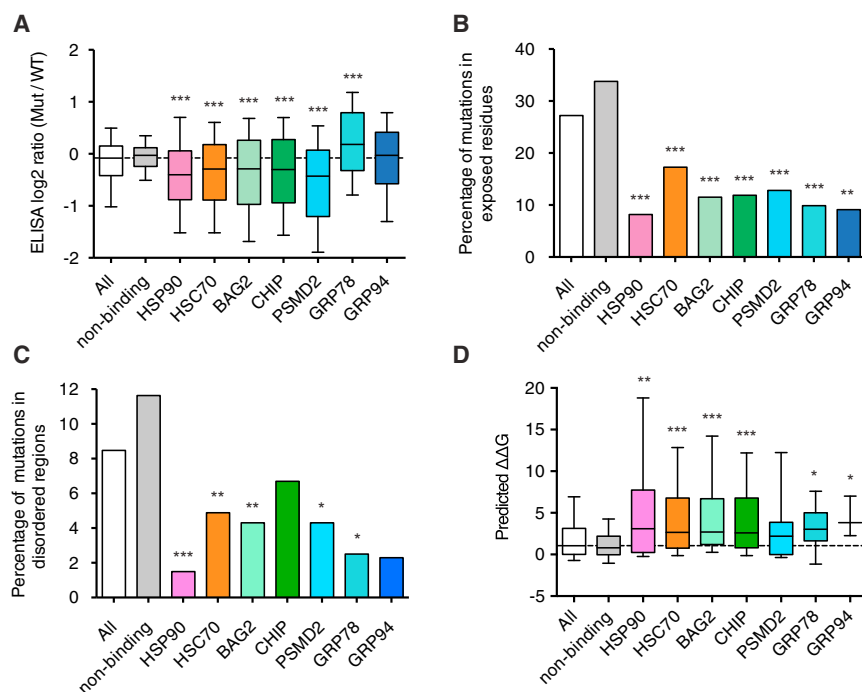 A
ELISA log2 ratio (Mut / WT)
2
1
0
-1
-2
*** *** *** *** *** ***
All non-binding HSP90 HSC70 BAG2 CHIP PSMD2 GRP78 GRP94
B
Percentage of mutations in
exposed residues
40
30
20
10
0
*** *** *** *** *** *** **
All non-binding HSP90 HSC70 BAG2 CHIP PSMD2 GRP78 GRP94
C
Percentage of mutations in
disordered regions
12
10
8
6
4
2
0
*** ** ** * *
All non-binding HSP90 HSC70 BAG2 CHIP PSMD2 GRP78 GRP94
D
Predicted ΔΔG
20
15
10
5
0
-5
** *** *** *** * *
All non-binding HSP90 HSC70 BAG2 CHIP PSMD2 GRP78 GRP94